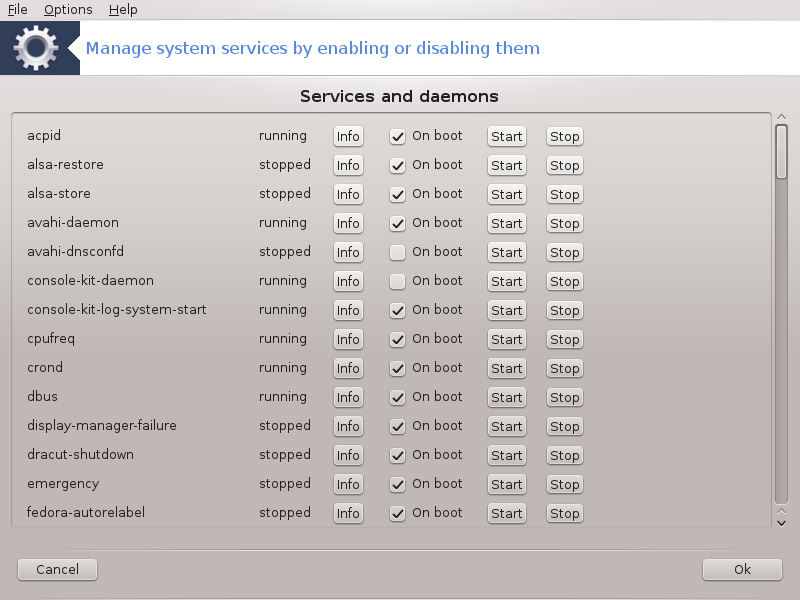 File Options Help
Manage system services by enabling or disabling them
Services and daemons
acpid running Info On boot Start Stop
alsa-restore stopped Info On boot Start Stop
alsa-store stopped Info On boot Start Stop
avahi-daemon running Info On boot Start Stop
avahi-dnsconfd stopped Info On boot Start Stop
console-kit-daemon running Info On boot Start Stop
console-kit-log-system-start running Info On boot Start Stop
cpufreq running Info On boot Start Stop
crond running Info On boot Start Stop
dbus running Info On boot Start Stop
display-manager-failure stopped Info On boot Start Stop
dracut-shutdown stopped Info On boot Start Stop
emergency stopped Info On boot Start Stop
fedora-autorelabel stopped Info On boot Start Stop
Cancel Ok